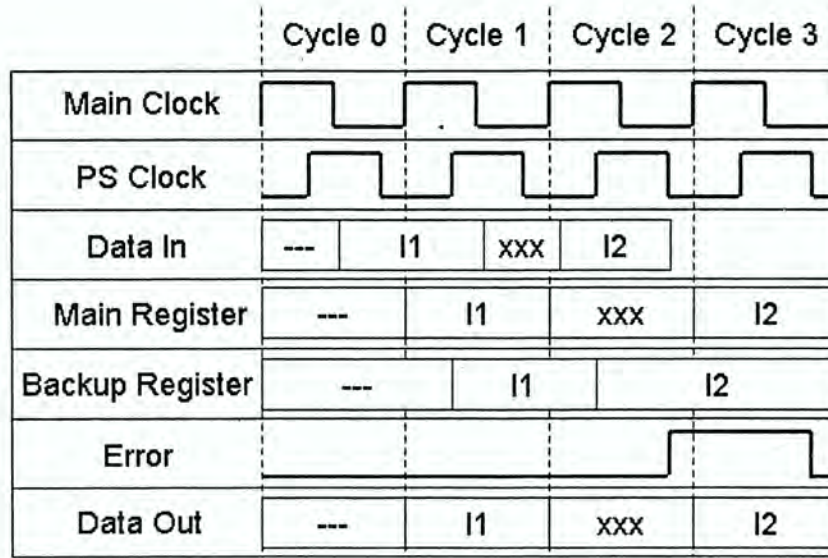 Cycle 0 Cycle 1 Cycle 2 Cycle 3
Main Clock
PS Clock
Data In --- I1 xxx I2
Main Register --- I1 xxx I2
Backup Register --- I1 I2
Error
Data Out --- I1 xxx I2